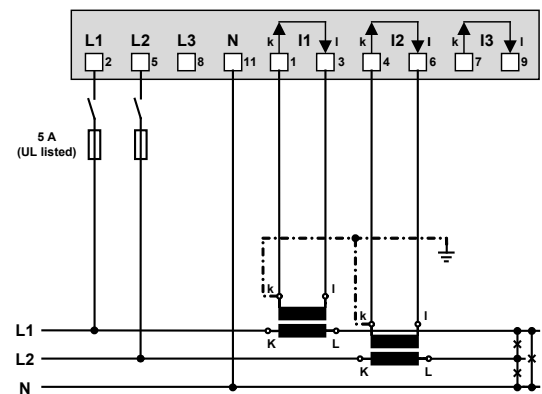 L1 L2 L3 N k I1 l k I2 l k I3 l
2 5 8 11 1 3 4 6 7 9
5 A
(UL listed)
k l
k l
L1 K L
L2 K L
N